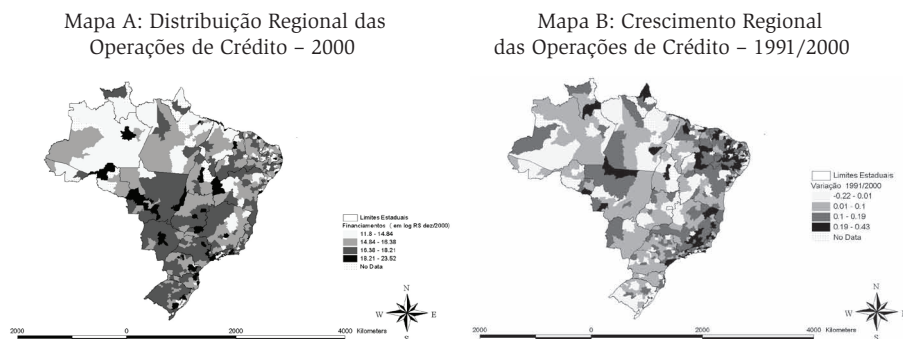 Mapa A: Distribuição Regional das
Operações de Crédito – 2000
Mapa B: Crescimento Regional
das Operações de Crédito – 1991/2000
Limites Estaduais
Financiamentos ( em log R$ dez/2000)
11.8 - 14.84
14.84 - 16.38
16.38 - 18.21
18.21 - 23.52
No Data
N
W E
S
2000 0 2000 4000 Kilometers
Limites Estaduais
Variação 1991/2000
-0.22 - 0.01
0.01 - 0.1
0.1 - 0.19
0.19 - 0.43
No Data
N
W E
S
2000 0 2000 4000 Kilometers